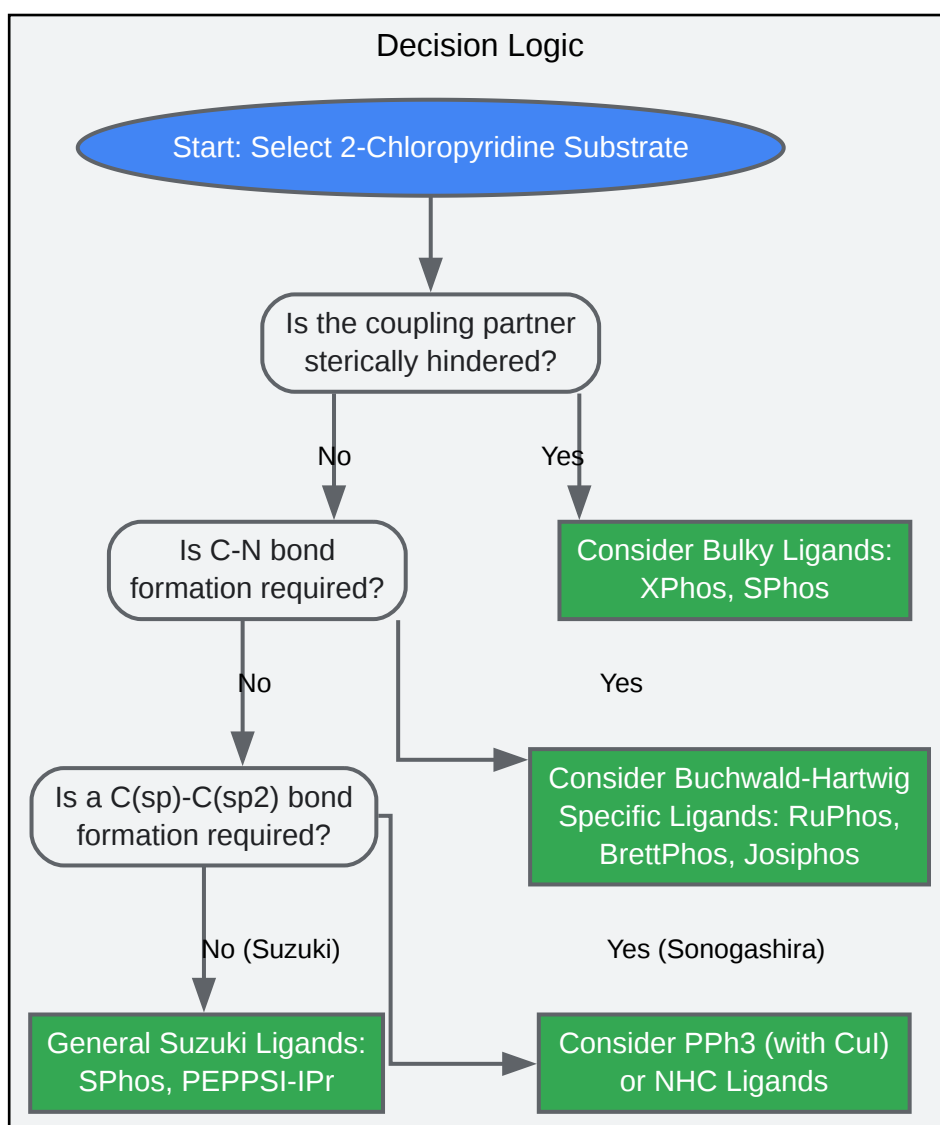 Decision Logic
Start: Select 2-Chloropyridine Substrate
Is the coupling partner
sterically hindered?
No
Yes
Is C-N bond
formation required?
Consider Bulky Ligands:
XPhos, SPhos
No
Yes
Is a C(sp)-C(sp2) bond
formation required?
Consider Buchwald-Hartwig
Specific Ligands: RuPhos,
BrettPhos, Josiphos
No (Suzuki)
Yes (Sonogashira)
General Suzuki Ligands:
SPhos, PEPPSI-IPr
Consider PPh3 (with CuI)
or NHC Ligands